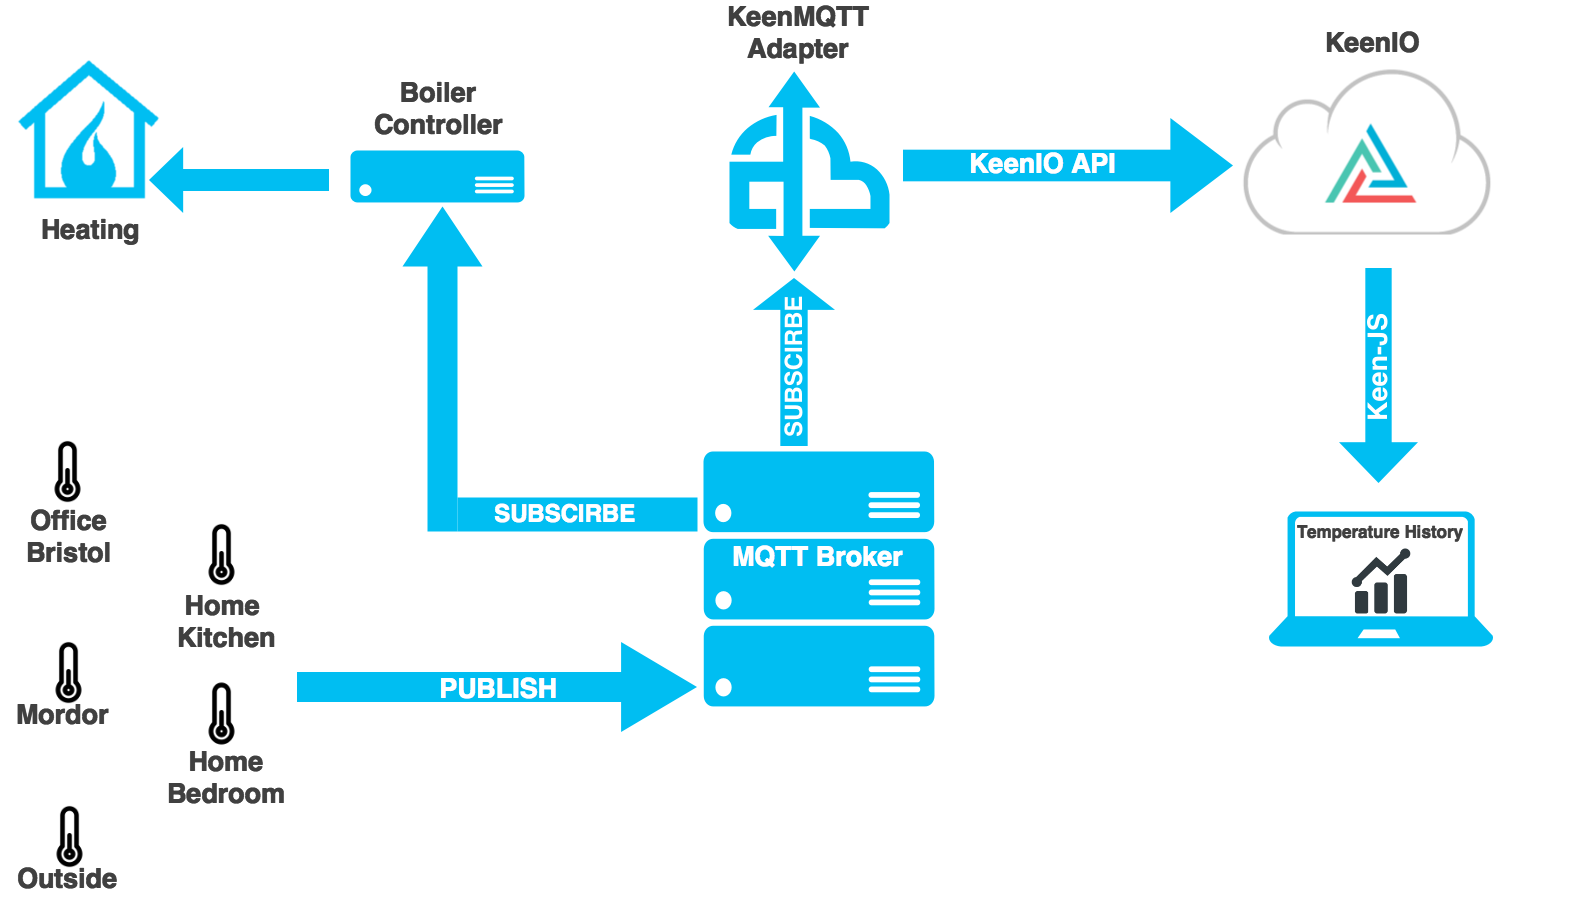 KeenMQTT
Adapter
KeenIO
Boiler
Controller
KeenIO API
Heating
SUBSCIRBE
Keen-JS
Office
Bristol
SUBSCIRBE
MQTT Broker
Temperature History
Home
Kitchen
Mordor
PUBLISH
Home
Bedroom
Outside